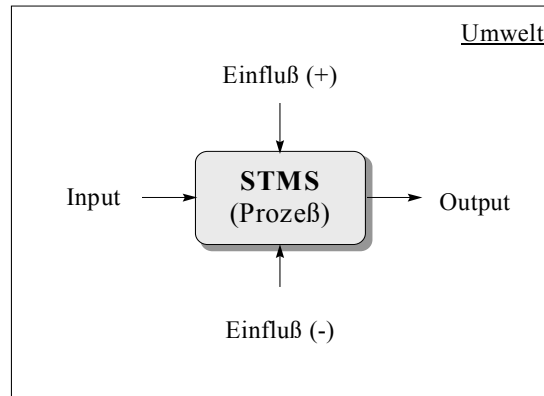 Umwelt
Einfluß (+)
Input
STMS
(Prozeß)
Output
Einfluß (-)